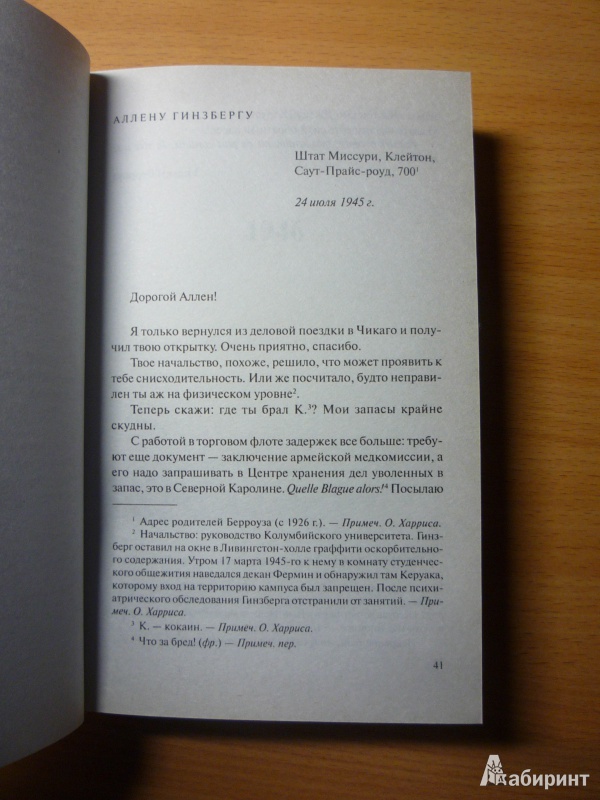 АЛЛЕНУ ГИНЗБЕРГУ
Штат Миссури, Клейтон,
Саут-Прайс-роуд, 700¹
24 июля 1945 г.
Дорогой Аллен!
Я только вернулся из деловой поездки в Чикаго и полу-
чил твою открытку. Очень приятно, спасибо.
Твое начальство, похоже, решило, что может проявить к
тебе снисходительность. Или же посчитало, будто неправи-
лен ты аж на физическом уровне².
Теперь скажи: где ты брал К.³? Мои запасы крайне
скудны.
С работой в торговом флоте задержек все больше: требу-
ют еще документ — заключение армейской медкомиссии, а
его надо запрашивать в Центре хранения дел уволенных в
запас, это в Северной Каролине. Quelle Blague alors!⁴ Посылаю
¹ Адрес родителей Берроуза (с 1926 г.). — Примеч. О. Харриса.
² Начальство: руководство Колумбийского университета. Гинз-
берг оставил на окне в Ливингстон-холле граффити оскорбительно-
го содержания. Утром 17 марта 1945-го к нему в комнату студенчес-
кого общежития наведался декан Фермин и обнаружил там Керуака,
которому вход на территорию кампуса был запрещен. После психи-
атрического обследования Гинзберга отстранили от занятий. — При-
меч. О. Харриса.
³ К. — кокаин. — Примеч. О. Харриса.
⁴ Что за бред! (фр.) — Примеч. пер.
41
Лабиринт